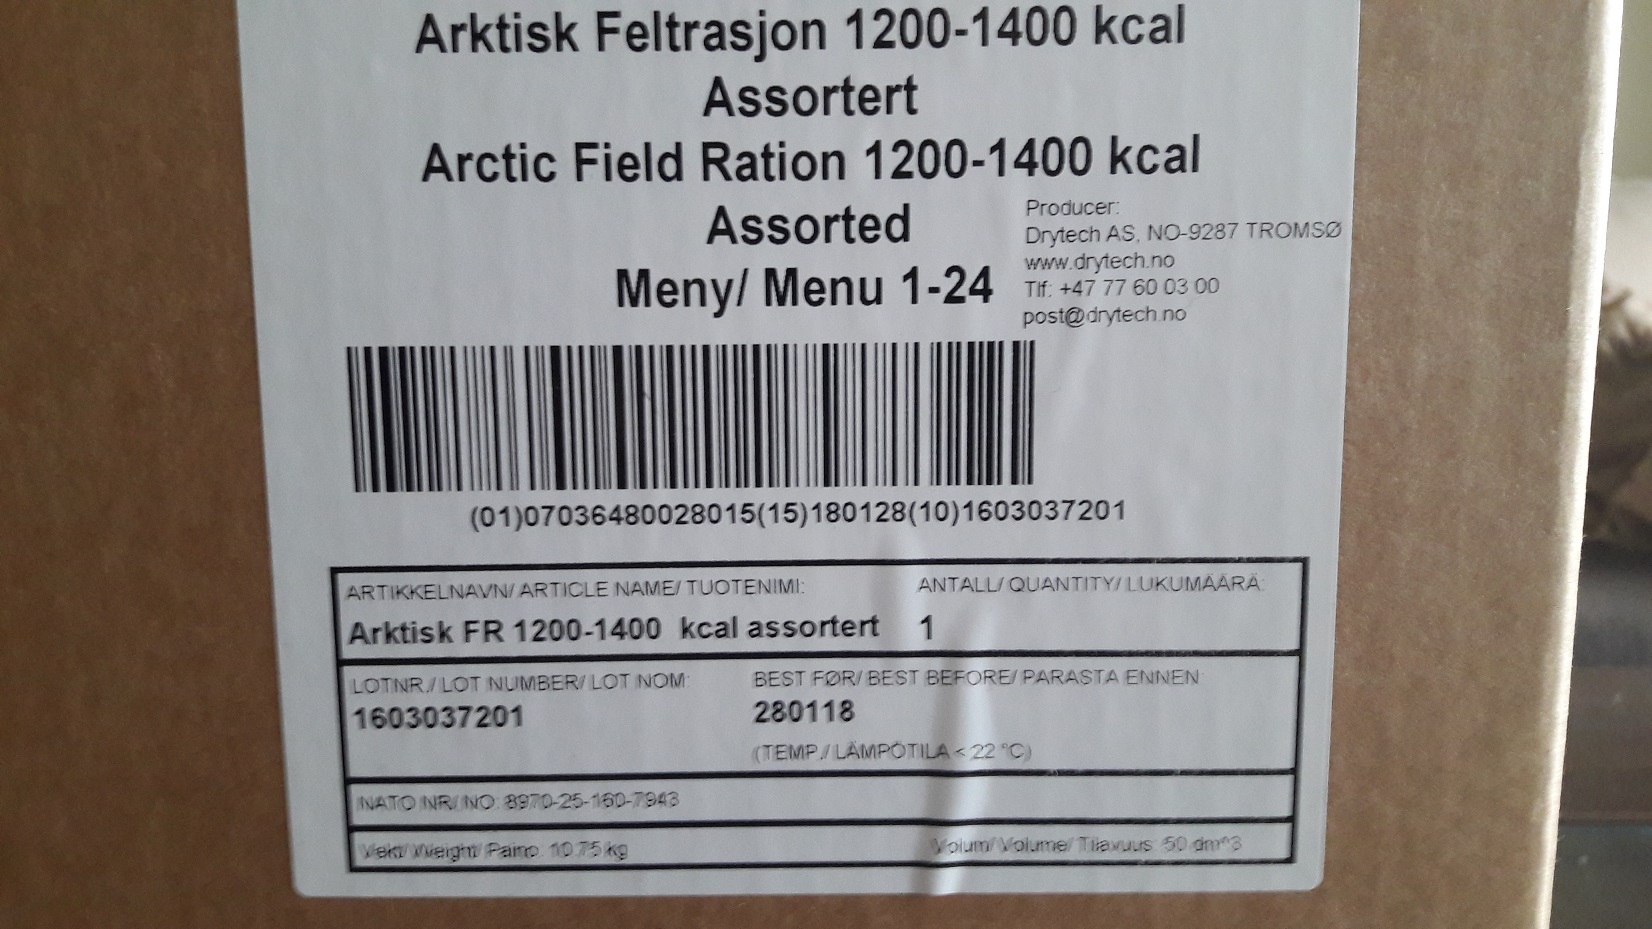 Arktisk Feltrasjon 1200-1400 kcal
Assortert
Arctic Field Ration 1200-1400 kcal
Assorted
Meny/ Menu 1-24
Producer:
Drytech AS, NO-9287 TROMSØ
www.drytech.no
Tlf: +47 77 60 03 00
post@drytech.no
(01)07036480028015(15)180128(10)1603037201
ARTIKKELNAVN/ ARTICLE NAME/ TUOTENIMI: ANTALL/ QUANTITY/ LUKUMÄÄRÄ:
Arktisk FR 1200-1400 kcal assortert 1
LOTNR./ LOT NUMBER/ LOT NOM: BEST FØR/ BEST BEFORE/ PARASTA ENNEN:
1603037201 280118
(TEMP./ LÄMPÖTILA < 22 °C)
NATO NR/ NO: 8970-25-160-7943
Vekt/ Weight/ Paino: 10.75 kg Volum/ Volume/ Tilavuus: 50 dm^3